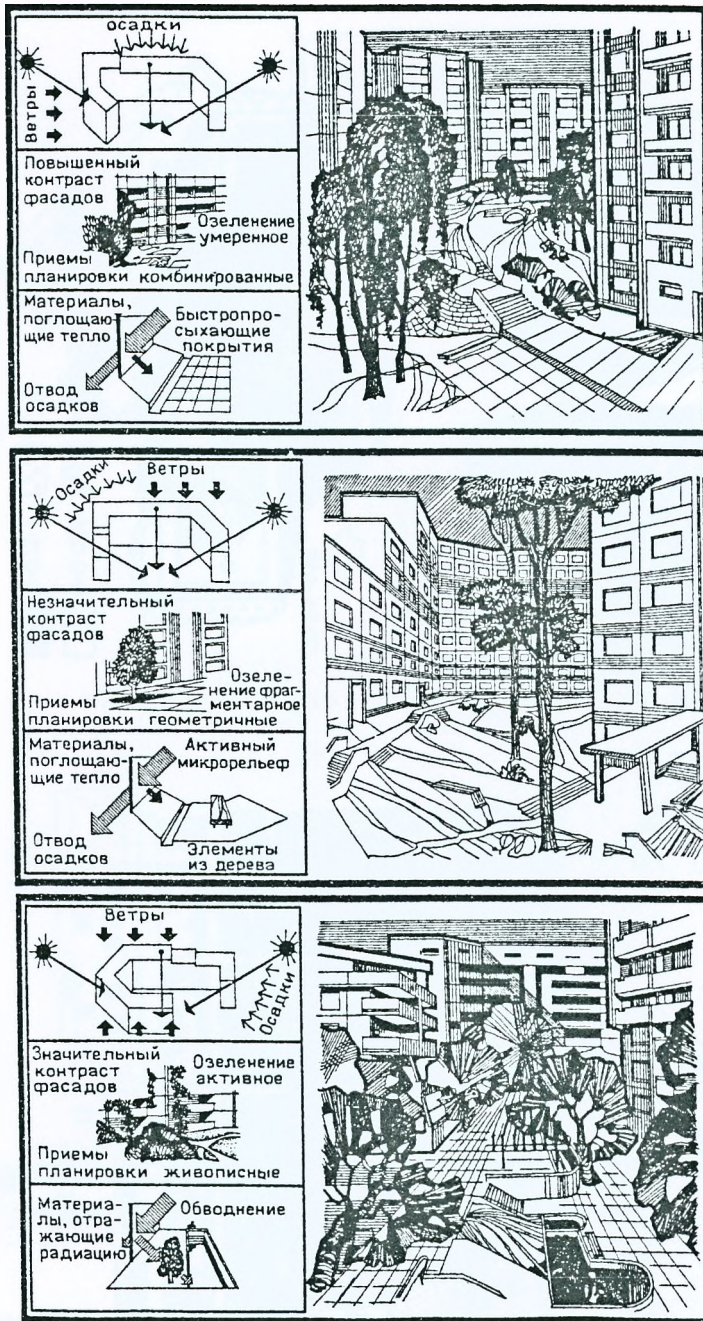 осадки
Ветры
Повышенный
контраст
фасадов
Озеленение
умеренное
Приемы
планировки комбинированные
Материалы,
поглощаю-
щие тепло
Быстропро-
сыхающие
покрытия
Отвод
осадков
Осадки
Ветры
Незначительный
контраст
фасадов
Озеле-
нение фраг-
ментарное
Приемы
планировки геометричные
Материалы,
поглощаю-
щие тепло
Активный
микрорельеф
Отвод
осадков
Элементы
из дерева
Ветры
Осадки
Значительный
контраст
фасадов
Озеленение
активное
Приемы
планировки живописные
Материа-
лы, отра-
жающие
радиацию
Обводнение